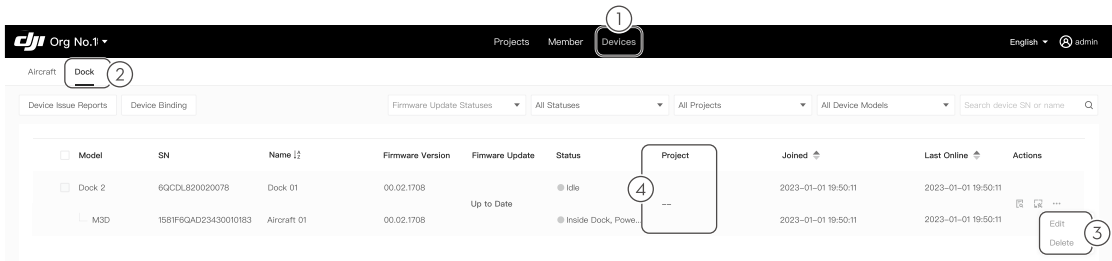 1
dji Org No.1
Projects Member Devices
English admin
Aircraft Dock 2
Device Issue Reports Device Binding Firmware Update Statuses All Statuses All Projects All Device Models Search device SN or name
Model SN Name Firmware Version Fimware Update Status Project Joined Last Online Actions
Dock 2 6QCDL820020078 Dock 01 00.02.1708 Idle 4 2023-01-01 19:50:11 2023-01-01 19:50:11
Up to Date --
M3D 1581F6QAD23430010183 Aircraft 01 00.02.1708 Inside Dock, Powe... 2023-01-01 19:50:11 2023-01-01 19:50:11
Edit
3
Delete